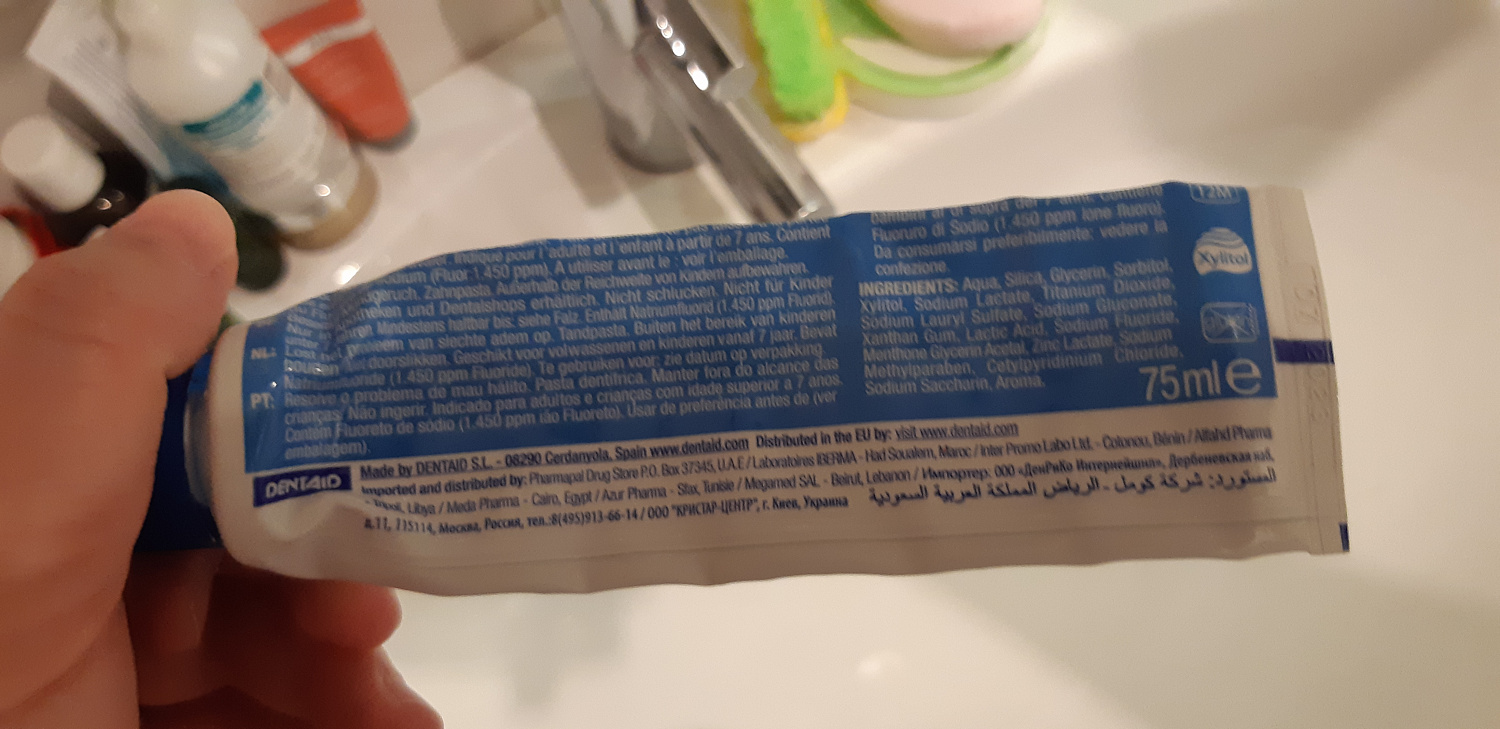 Indiqué pour l'adulte et l'enfant à partir de 7 ans. Contient
(Fluor:1.450 ppm). A utiliser avant le : voir l'emballage.
Zahnpasta. Außerhalb der Reichweite von Kindern aufbewahren.
und Dentalshops erhältlich. Nicht schlucken. Nicht für Kinder
unter Mindestens haltbar bis: siehe Falz. Enthält Natriumfluorid (1.450 ppm Fluorid).
NL: van slechte adem op. Tandpasta. Buiten het bereik van kinderen
doorslikken. Geschikt voor volwassenen en kinderen vanaf 7 jaar. Bevat
(1.450 ppm Fluoride). Te gebruiken voor: zie datum op verpakking.
PT: Resolve o problema de mau hálito. Pasta dentífrica. Manter fora do alcance das
crianças. Não ingerir. Indicado para adultos e crianças com idade superior a 7 anos.
Contém Fluoreto de sódio (1.450 ppm ião Fluoreto). Usar de preferência antes de (ver
embalagem).
Fluoruro di Sodio (1.450 ppm ione fluoro).
Da consumarsi preferibilmente: vedere la
confezione.
INGREDIENTS: Aqua, Silica, Glycerin, Sorbitol,
Xylitol, Sodium Lactate, Titanium Dioxide,
Sodium Lauryl Sulfate, Sodium Gluconate,
Xanthan Gum, Lactic Acid, Sodium Fluoride,
Menthone Glycerin Acetal, Zinc Lactate, Sodium
Methylparaben, Cetylpyridinium Chloride,
Sodium Saccharin, Aroma.
12M
Xylitol
75ml e
DENTAID
Made by DENTAID S.L. - 08290 Cerdanyola, Spain www.dentaid.com Distributed in the EU by: visit www.dentaid.com
Imported and distributed by: Pharmapal Drug Store P.O. Box 37345, U.A.E / Laboratoires IBERMA - Had Soualem, Maroc / Inter Promo Labo Ltd. - Cotonou, Bénin / Alfahd Pharma
Libya / Meda Pharma - Cairo, Egypt / Azur Pharma - Sfax, Tunisie / Megamed SAL - Beirut, Lebanon / Импортер: ООО «ДенРиКо Интернейшнл», Дербеневская наб,
д.11, 115114, Москва, Россия, тел.:8(495)913-66-14 / ООО "КРИСТАР-ЦЕНТР", г. Киев, Украина المستورد: شركة كومل - الرياض المملكة العربية السعودية